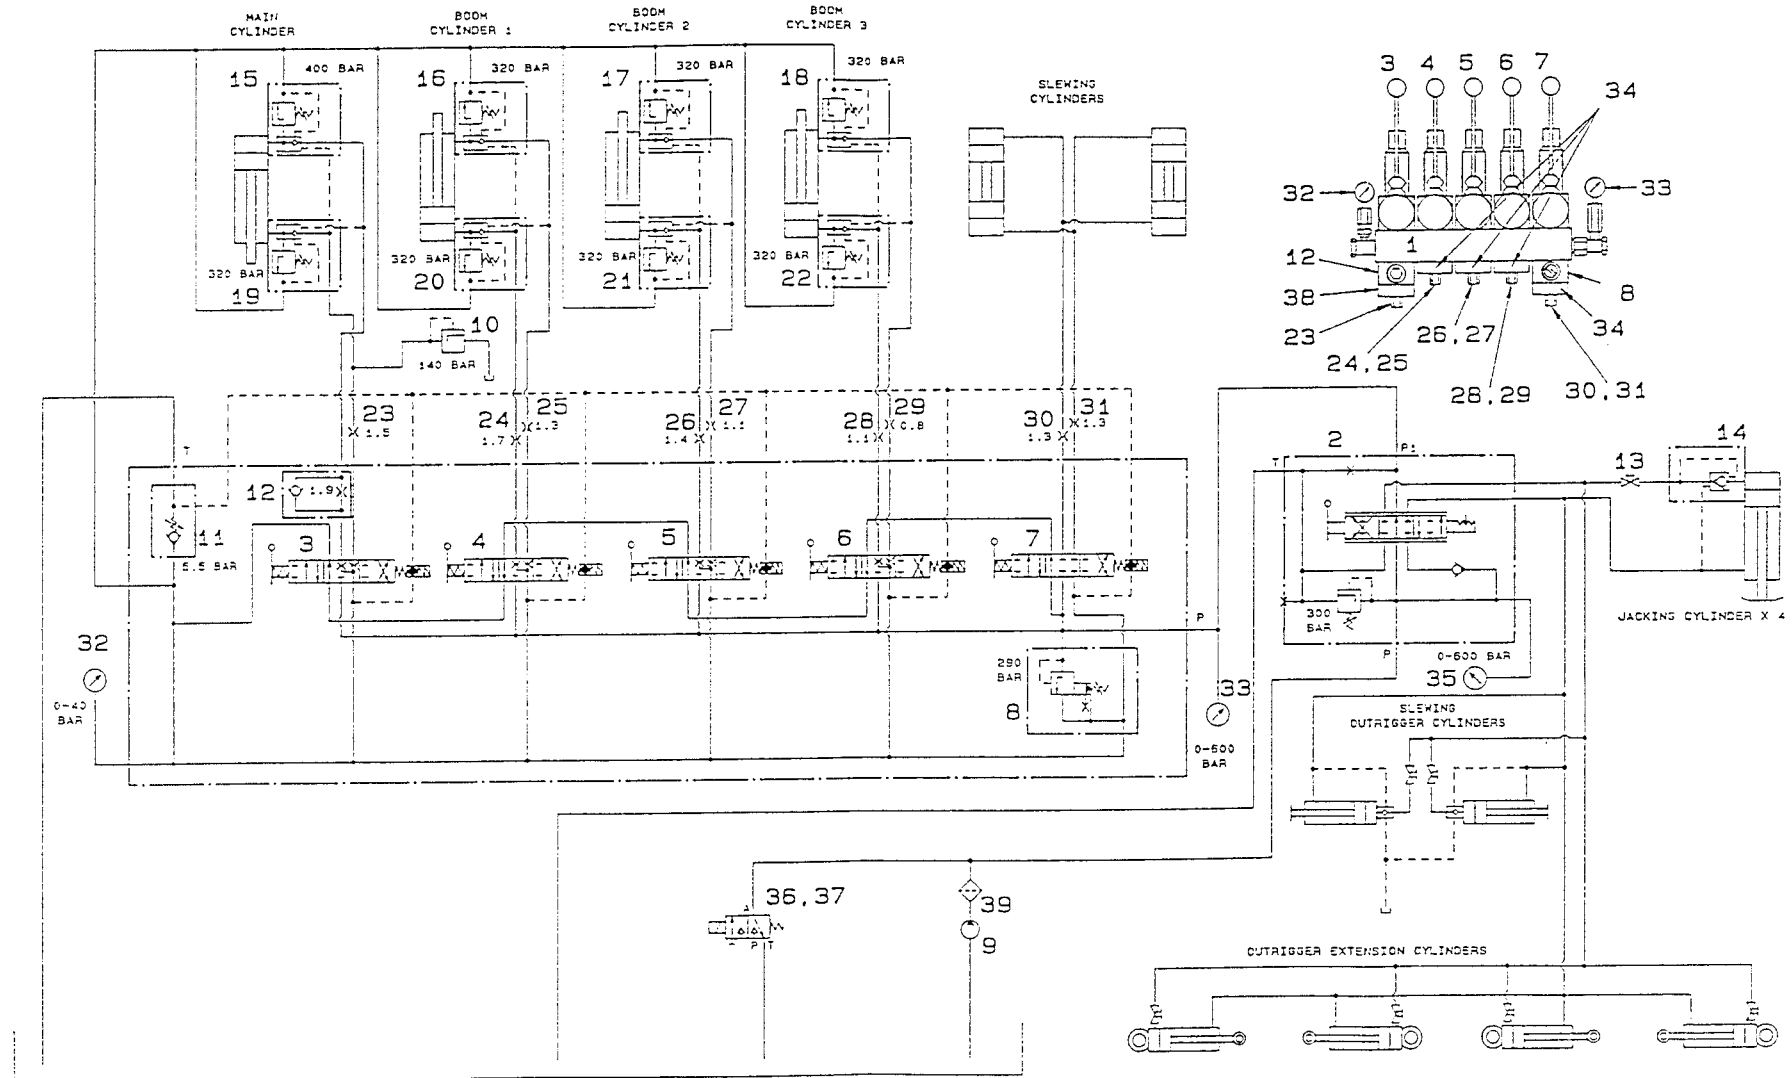 MAIN
CYLINDER
BOOM
CYLINDER 1
BOOM
CYLINDER 2
BOOM
CYLINDER 3
15
400 BAR
16
320 BAR
17
320 BAR
18
320 BAR
SLEWING
CYLINDERS
3
4
5
6
7
34
32
33
1
12
38
23
24,25
26,27
28,29
30,31
34
8
320 BAR
19
320 BAR
20
320 BAR
21
320 BAR
22
10
140 BAR
23
1.5
24
1.7
25
1.3
26
1.4
27
1.1
28
1.1
29
0.8
30
1.3
31
1.3
T
12
1.9
11
5.5 BAR
3
4
5
6
7
P
2
T
P1
13
14
300
BAR
P
0-600 BAR
35
JACKING CYLINDER X 4
32
0-40
BAR
290
BAR
8
33
0-600
BAR
SLEWING
OUTRIGGER CYLINDERS
36,37
A
P T
39
9
OUTRIGGER EXTENSION CYLINDERS